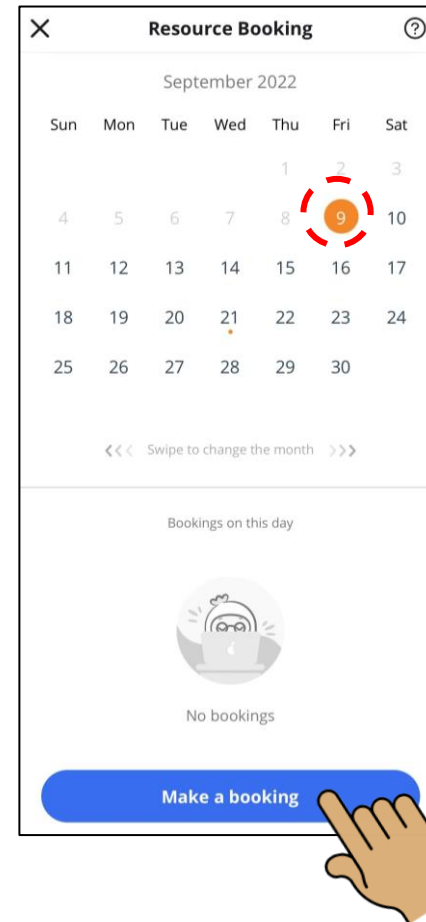 Resource Booking ?
September 2022
Sun Mon Tue Wed Thu Fri Sat
1 2 3
4 5 6 7 8 9 10
11 12 13 14 15 16 17
18 19 20 21 22 23 24
25 26 27 28 29 30
Swipe to change the month
Bookings on this day
No bookings
Make a booking